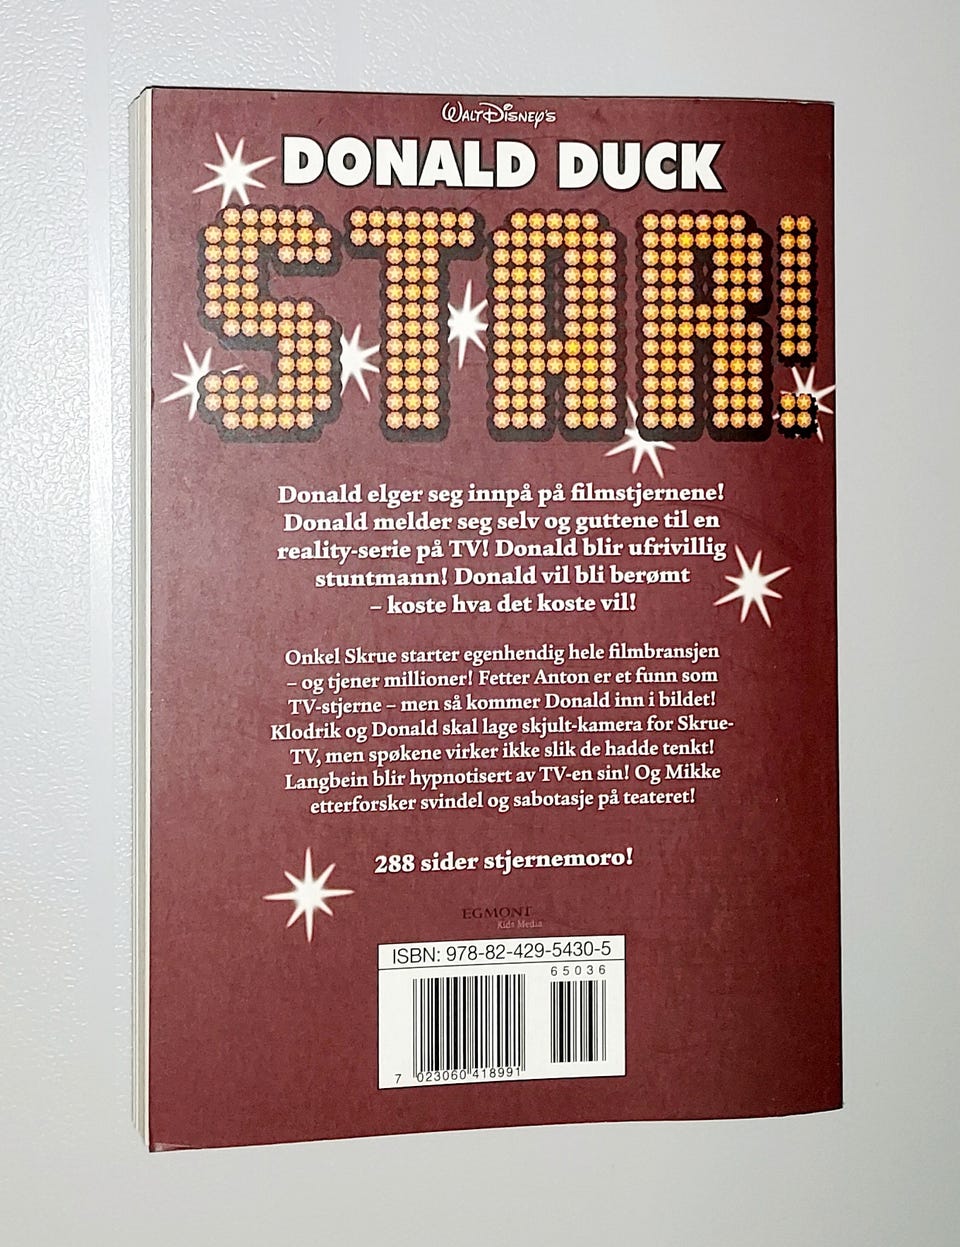 WALT DISNEY'S
DONALD DUCK
STAR!
Donald elger seg innpå på filmstjernene!
Donald melder seg selv og guttene til en
reality-serie på TV! Donald blir ufrivillig
stuntmann! Donald vil bli berømt
– koste hva det koste vil!
Onkel Skrue starter egenhendig hele filmbransjen
– og tjener millioner! Fetter Anton er et funn som
TV-stjerne – men så kommer Donald inn i bildet!
Klodrik og Donald skal lage skjult-kamera for Skrue-
TV, men spøkene virker ikke slik de hadde tenkt!
Langbein blir hypnotisert av TV-en sin! Og Mikke
etterforsker svindel og sabotasje på teateret!
288 sider stjernemoro!
EGMONT
Kids Media
ISBN: 978-82-429-5430-5
65036
7 023060 418991